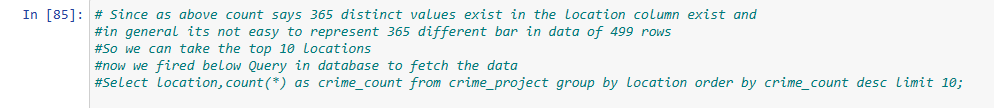 In [85]: # Since as above count says 365 distinct values exist in the location column exist and
#in general its not easy to represent 365 different bar in data of 499 rows
#So we can take the top 10 locations
#now we fired below Query in database to fetch the data
#Select location,count(*) as crime_count from crime_project group by location order by crime_count desc limit 10;